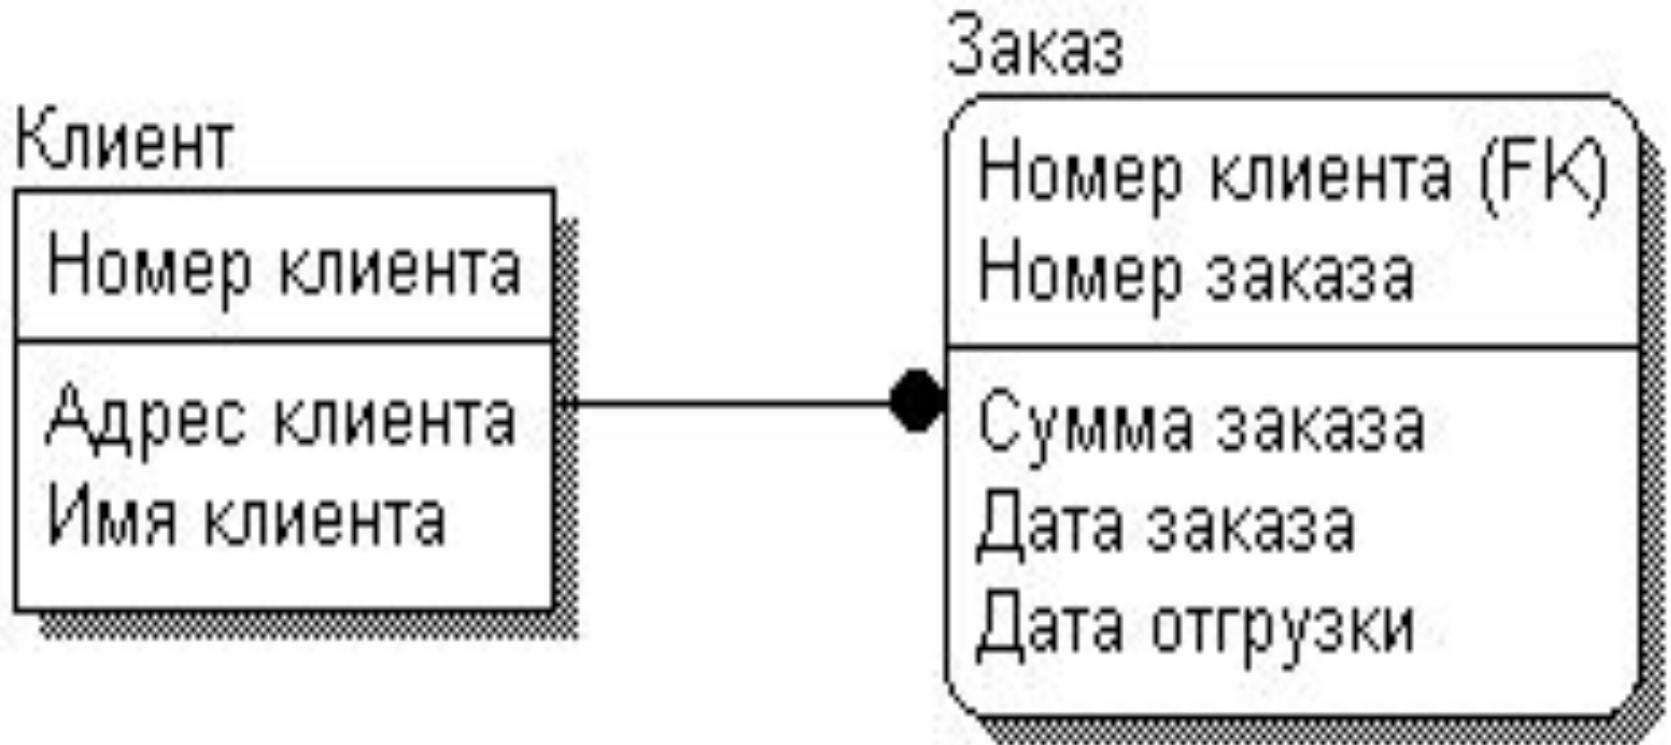 Клиент
Номер клиента
Адрес клиента
Имя клиента
Заказ
Номер клиента (FK)
Номер заказа
Сумма заказа
Дата заказа
Дата отгрузки